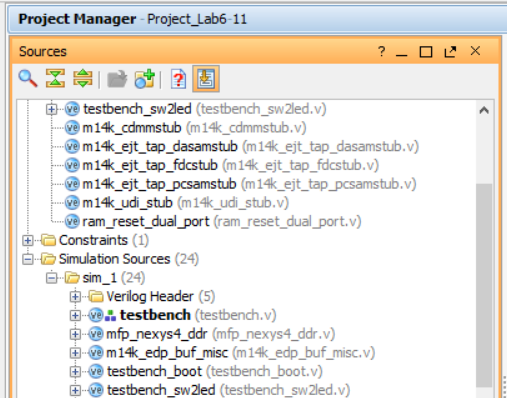 Project Manager - Project_Lab6-11
Sources
?
testbench_sw2led (testbench_sw2led.v)
m14k_cdmmstub (m14k_cdmmstub.v)
m14k_ejt_tap_dasamstub (m14k_ejt_tap_dasamstub.v)
m14k_ejt_tap_fdcstub (m14k_ejt_tap_fdcstub.v)
m14k_ejt_tap_pcsamstub (m14k_ejt_tap_pcsamstub.v)
m14k_udi_stub (m14k_udi_stub.v)
ram_reset_dual_port (ram_reset_dual_port.v)
Constraints (1)
Simulation Sources (24)
sim_1 (24)
Verilog Header (5)
testbench (testbench.v)
mfp_nexys4_ddr (mfp_nexys4_ddr.v)
m14k_edp_buf_misc (m14k_edp_buf_misc.v)
testbench_boot (testbench_boot.v)
testbench_sw2led (testbench_sw2led.v)